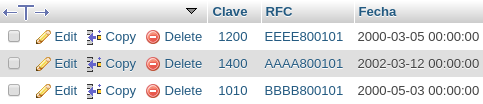 Clave RFC Fecha
Edit Copy Delete 1200 EEEE800101 2000-03-05 00:00:00
Edit Copy Delete 1400 AAAA800101 2002-03-12 00:00:00
Edit Copy Delete 1010 BBBB800101 2000-05-03 00:00:00